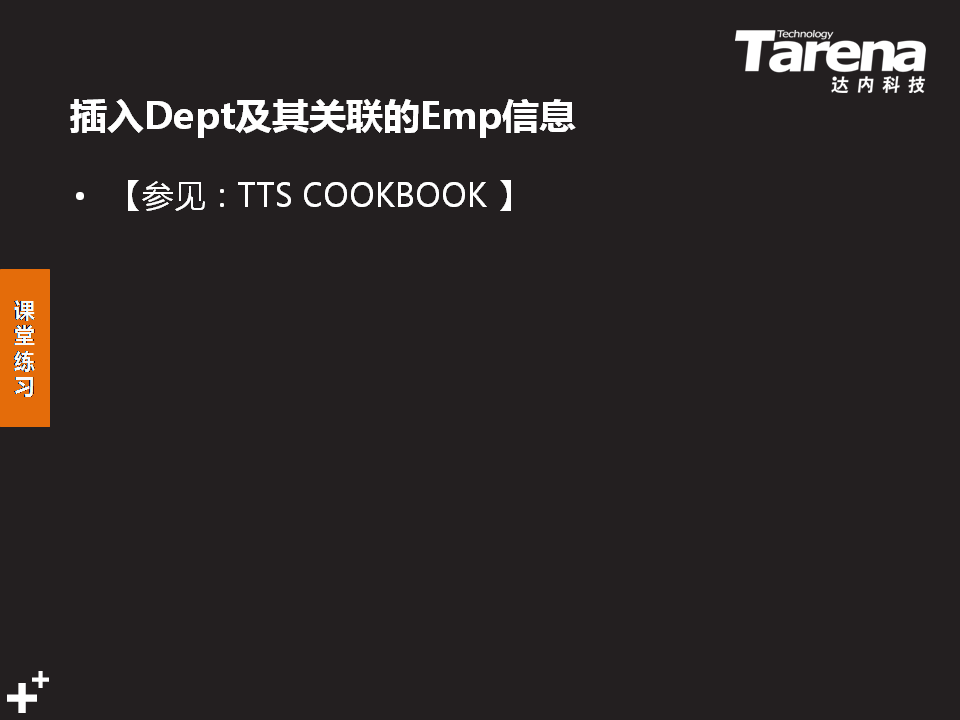 Technology
Tarena
达内科技
插入Dept及其关联的Emp信息
• 【参见：TTS COOKBOOK 】
课
堂
练
习